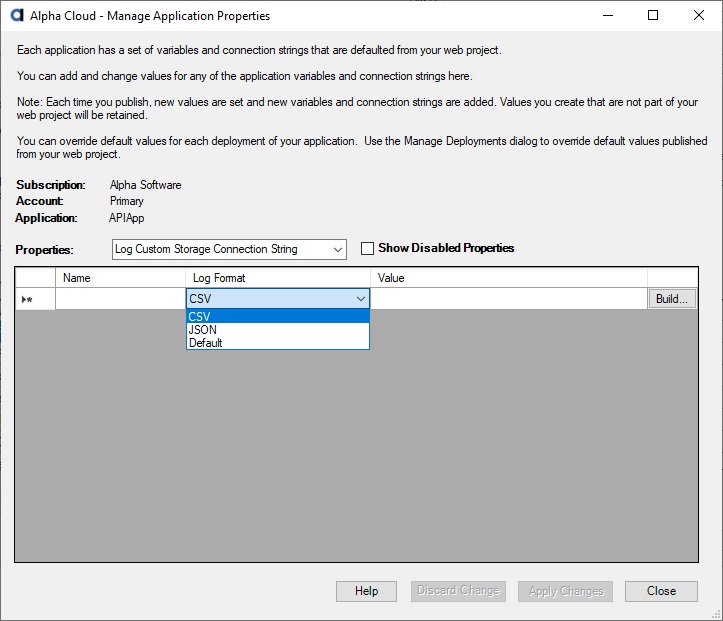 Alpha Cloud - Manage Application Properties
Each application has a set of variables and connection strings that are defaulted from your web project.
You can add and change values for any of the application variables and connection strings here.
Note: Each time you publish, new values are set and new variables and connection strings are added. Values you create that are not part of your
web project will be retained.
You can override default values for each deployment of your application.  Use the Manage Deployments dialog to override default values published
from your web project.
Subscription: Alpha Software
Account: Primary
Application: APIApp
Properties: Log Custom Storage Connection String Show Disabled Properties
Name Log Format Value
CSV Build...
CSV
JSON
Default
Help Discard Change Apply Changes Close